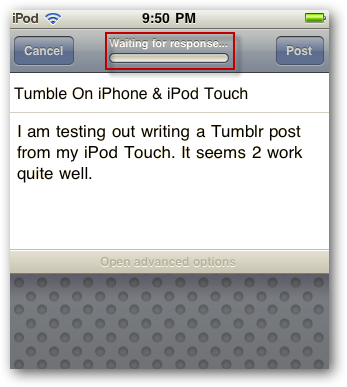 iPod 9:50 PM
Cancel Waiting for response... Post
Tumble On iPhone & iPod Touch
I am testing out writing a Tumblr post
from my iPod Touch. It seems 2 work
quite well.
Open advanced options